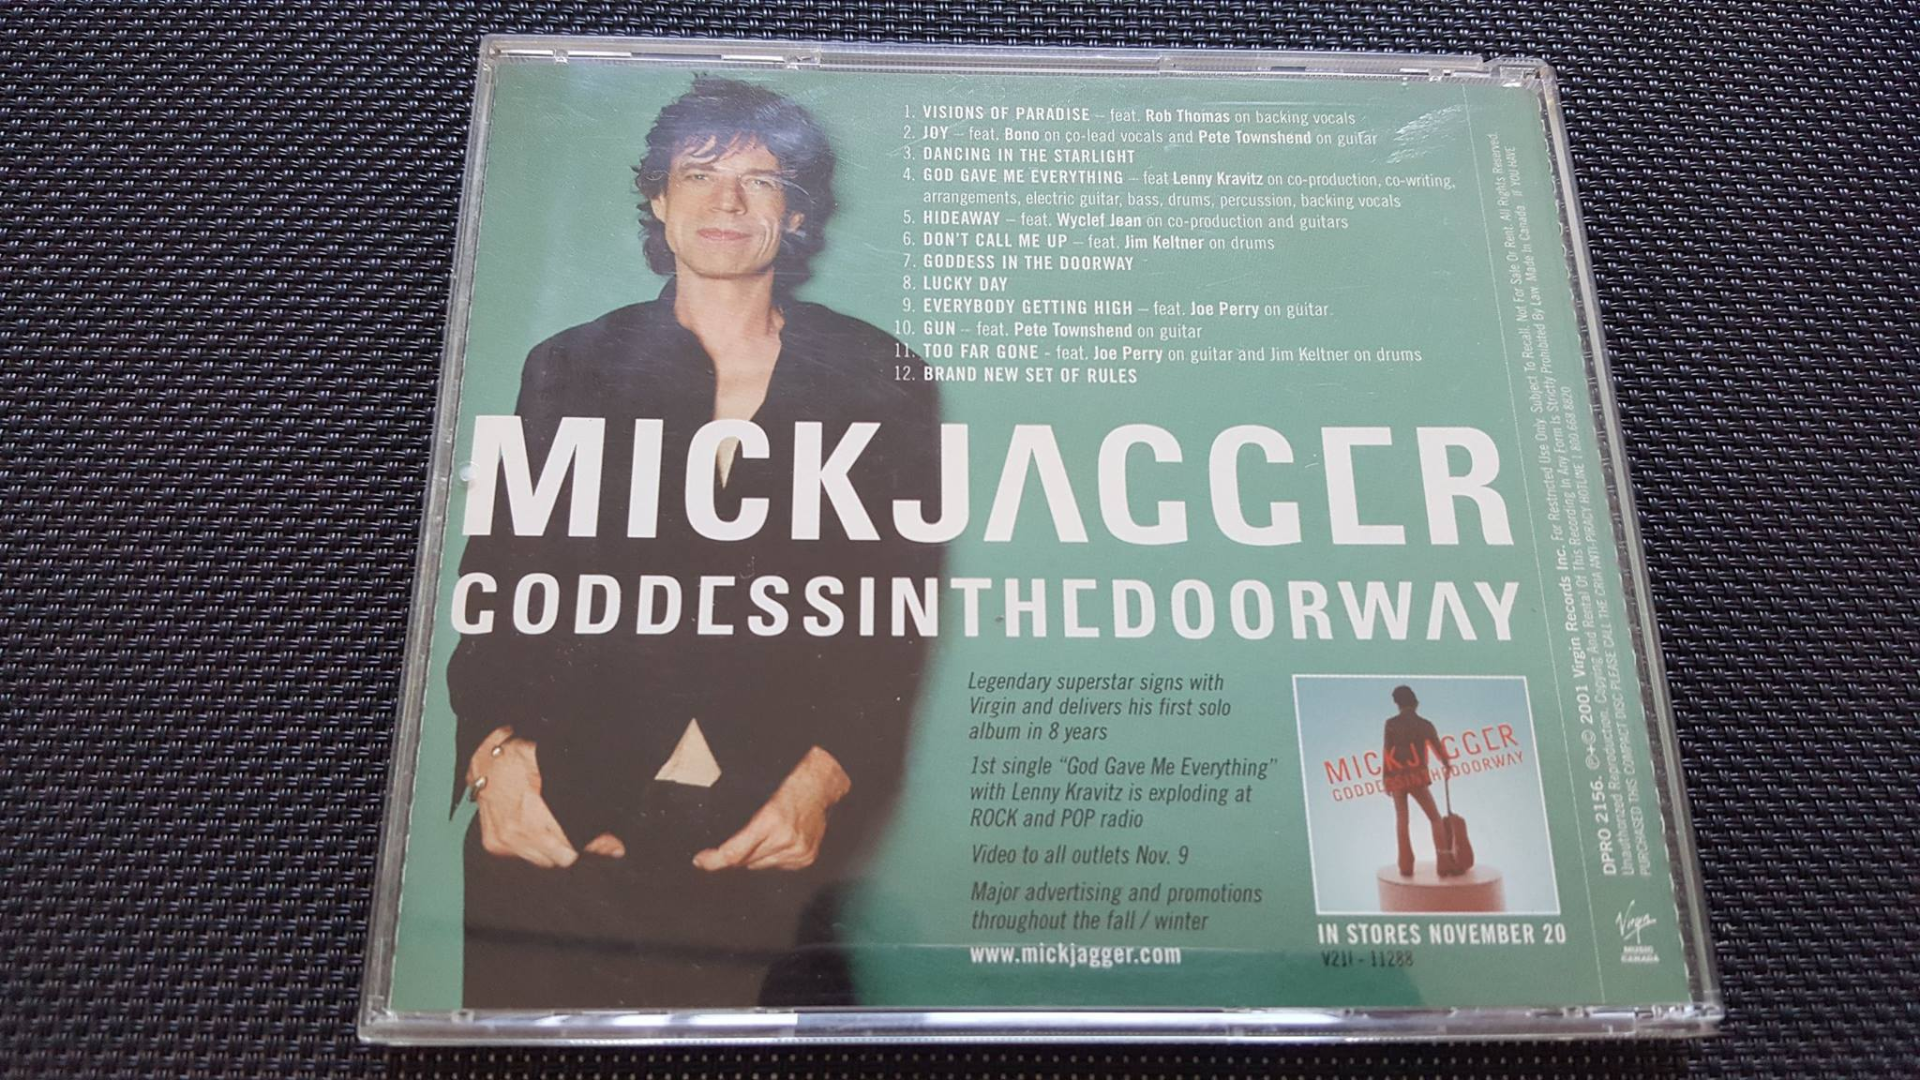 1. VISIONS OF PARADISE – feat. Rob Thomas on backing vocals
2. JOY – feat. Bono on co-lead vocals and Pete Townshend on guitar
3. DANCING IN THE STARLIGHT
4. GOD GAVE ME EVERYTHING – feat Lenny Kravitz on co-production, co-writing,
arrangements, electric guitar, bass, drums, percussion, backing vocals
5. HIDEAWAY – feat. Wyclef Jean on co-production and guitars
6. DON'T CALL ME UP – feat. Jim Keltner on drums
7. GODDESS IN THE DOORWAY
8. LUCKY DAY
9. EVERYBODY GETTING HIGH – feat. Joe Perry on guitar
10. GUN – feat. Pete Townshend on guitar
11. TOO FAR GONE - feat. Joe Perry on guitar and Jim Keltner on drums
12. BRAND NEW SET OF RULES
MICKJAGGER
GODDESSINTHEDOORWAY
Legendary superstar signs with
Virgin and delivers his first solo
album in 8 years
1st single "God Gave Me Everything"
with Lenny Kravitz is exploding at
ROCK and POP radio
Video to all outlets Nov. 9
Major advertising and promotions
throughout the fall / winter
www.mickjagger.com
MICKJAGGER
GODDESSINTHEDOORWAY
IN STORES NOVEMBER 20
V21I - 11288
DPRO 2156. ℗+© 2001 Virgin Records Inc. For Restricted Use Only. Subject To Recall. Not For Sale Or Rent. All Rights Reserved.
Unauthorized Reproduction, Copying And Rental Of This Recording In Any Form Is Strictly Prohibited By Law. Made In Canada. IF YOU HAVE
PURCHASED THIS COMPACT DISC PLEASE CALL THE CRIA ANTI-PIRACY HOTLINE 1 800 668 8820
Virgin
MUSIC
CANADA